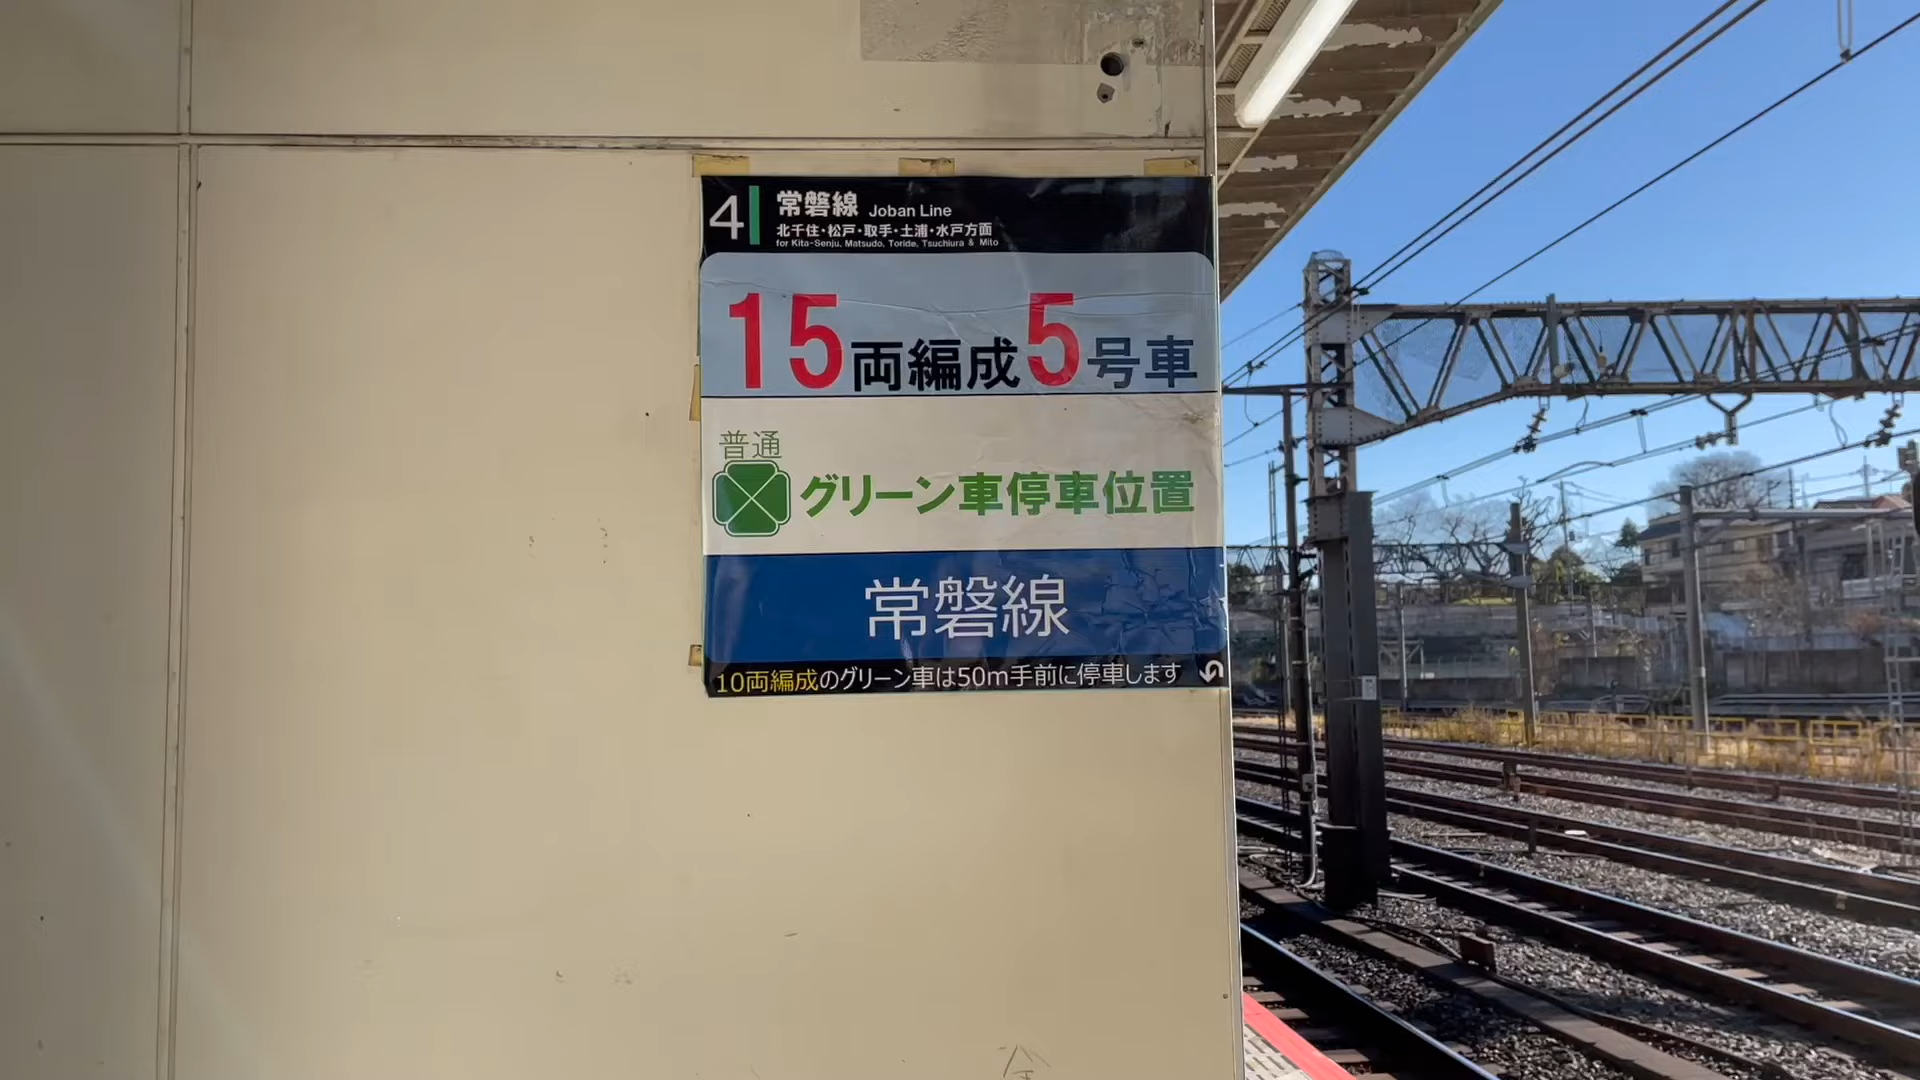 4 常磐線 Joban Line
北千住・松戸・取手・土浦・水戸方面
for Kita-Senju, Matsudo, Toride, Tsuchiura & Mito
15両編成5号車
普通
グリーン車停車位置
常磐線
10両編成のグリーン車は50m手前に停車します